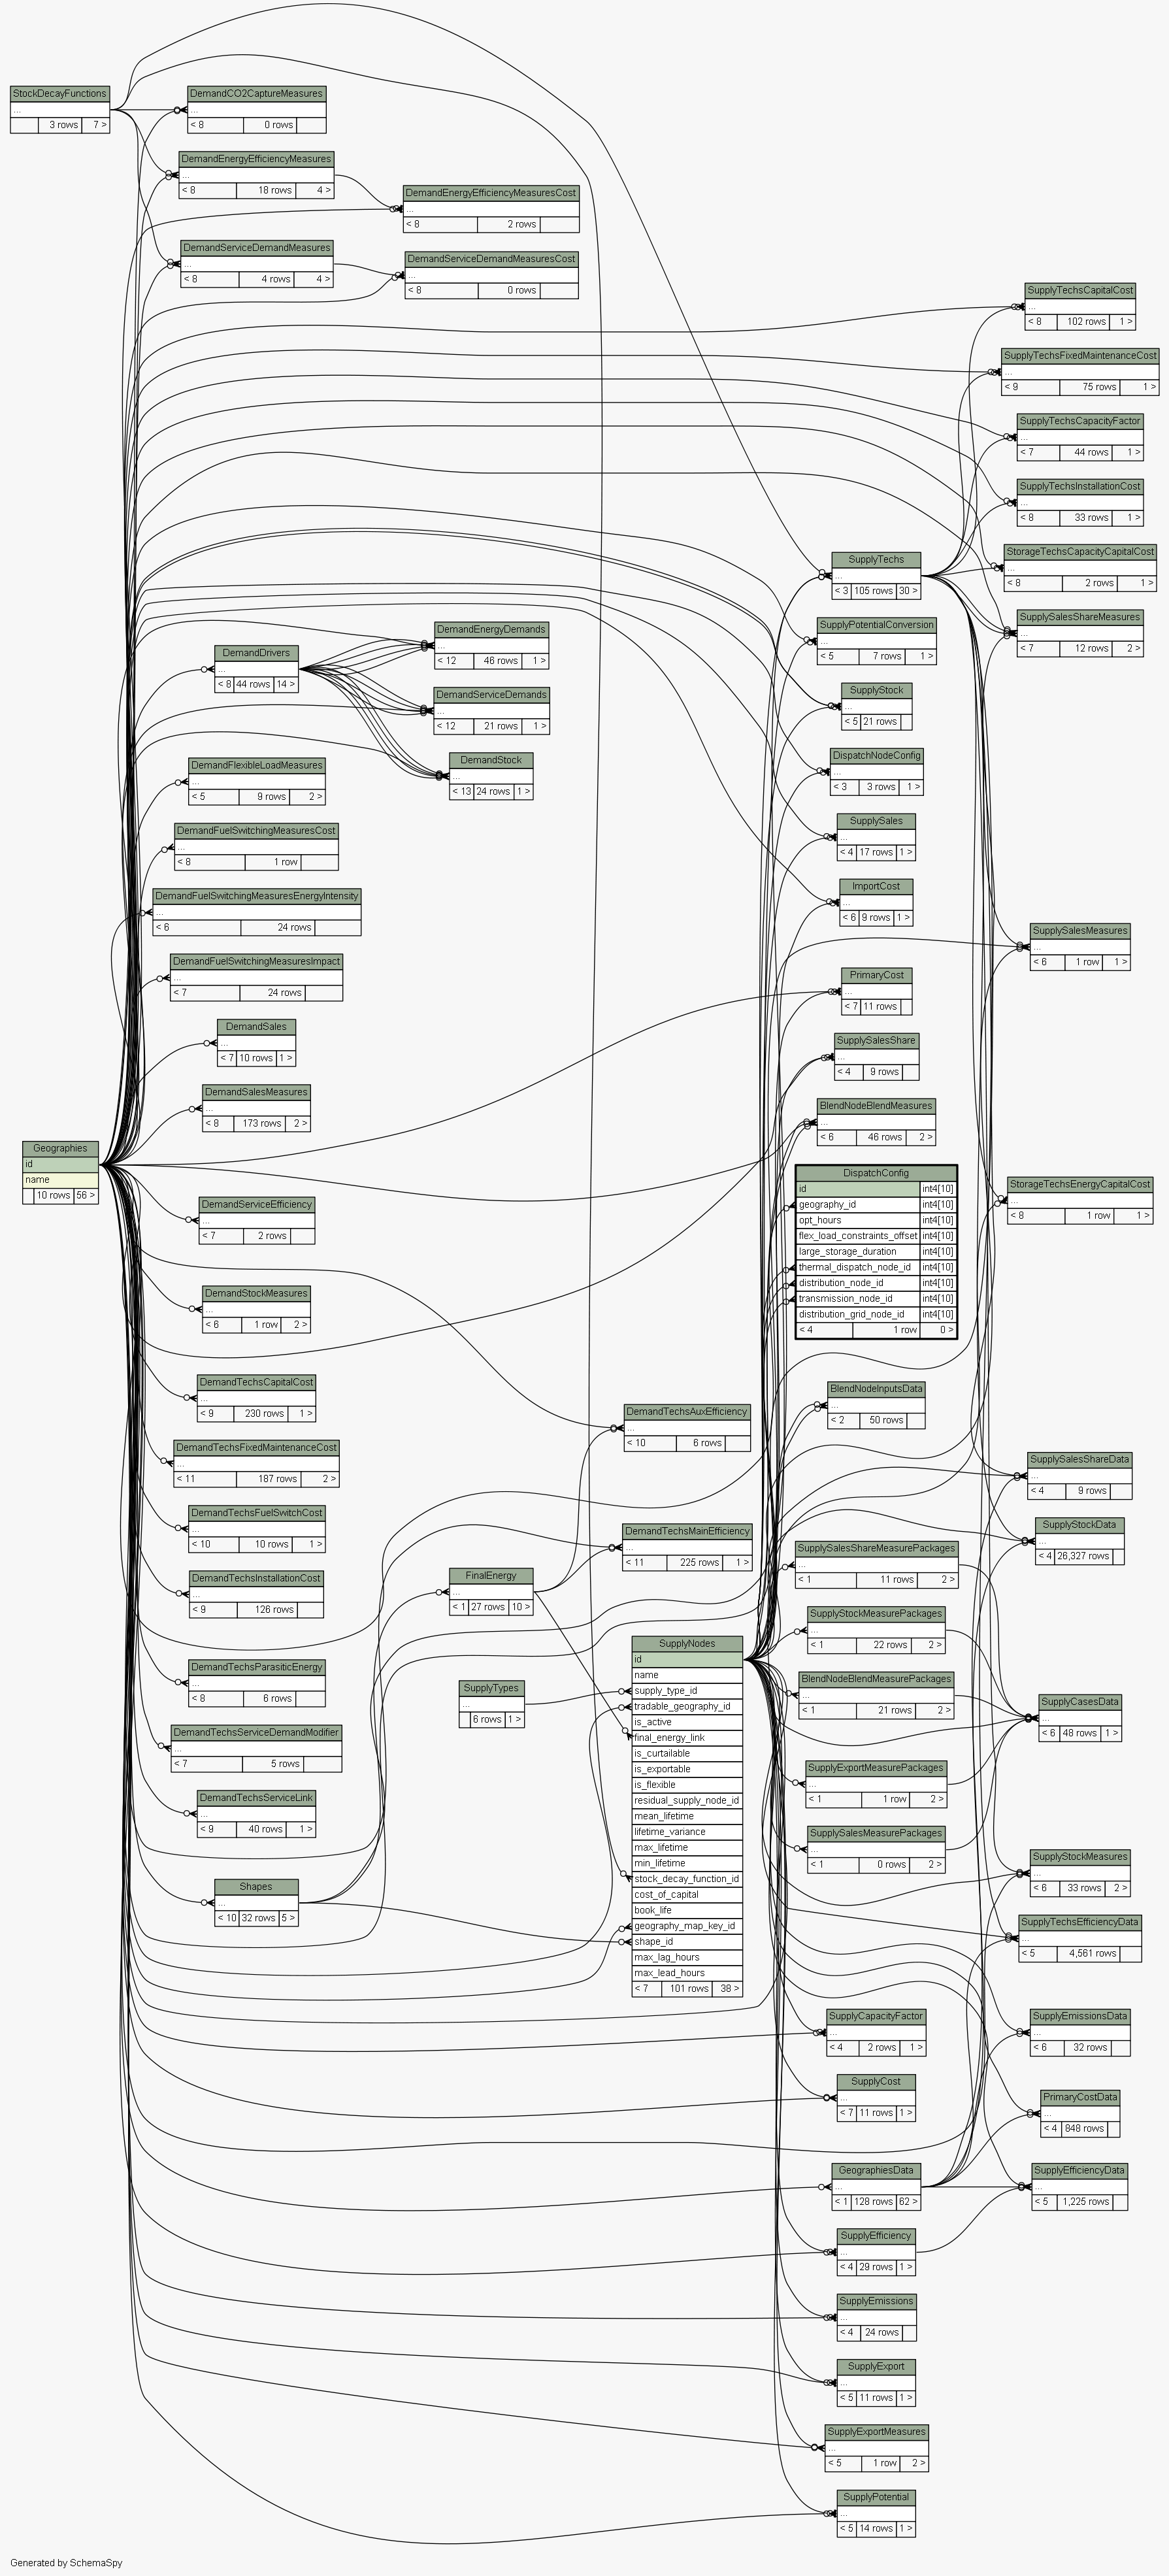 StockDecayFunctions
...
3 rows 7 >
DemandCO2CaptureMeasures
...
< 8 0 rows
DemandEnergyEfficiencyMeasures
...
< 8 18 rows 4 >
DemandEnergyEfficiencyMeasuresCost
...
< 8 2 rows
DemandServiceDemandMeasures
...
< 8 4 rows 4 >
DemandServiceDemandMeasuresCost
...
< 8 0 rows
SupplyTechsCapitalCost
...
< 8 102 rows 1 >
SupplyTechsFixedMaintenanceCost
...
< 9 75 rows 1 >
SupplyTechsCapacityFactor
...
< 7 44 rows 1 >
SupplyTechsInstallationCost
...
< 8 33 rows 1 >
StorageTechsCapacityCapitalCost
...
< 8 2 rows 1 >
SupplyTechs
...
< 3 105 rows 30 >
SupplySalesShareMeasures
...
< 7 12 rows 2 >
SupplyPotentialConversion
...
< 5 7 rows 1 >
DemandEnergyDemands
...
< 12 46 rows 1 >
DemandDrivers
...
< 8 44 rows 14 >
DemandServiceDemands
...
< 12 21 rows 1 >
SupplyStock
...
< 5 21 rows
DemandStock
...
< 13 24 rows 1 >
DispatchNodeConfig
...
< 3 3 rows 1 >
DemandFlexibleLoadMeasures
...
< 5 9 rows 2 >
SupplySales
...
< 4 17 rows 1 >
DemandFuelSwitchingMeasuresCost
...
< 8 1 row
ImportCost
...
< 6 9 rows 1 >
DemandFuelSwitchingMeasuresEnergyIntensity
...
< 6 24 rows
SupplySalesMeasures
...
< 6 1 row 1 >
DemandFuelSwitchingMeasuresImpact
...
< 7 24 rows
PrimaryCost
...
< 7 11 rows
DemandSales
...
< 7 10 rows 1 >
SupplySalesShare
...
< 4 9 rows
DemandSalesMeasures
...
< 8 173 rows 2 >
BlendNodeBlendMeasures
...
< 6 46 rows 2 >
Geographies
id
name
10 rows 56 >
DispatchConfig
id int4[10]
geography_id int4[10]
opt_hours int4[10]
flex_load_constraints_offset int4[10]
large_storage_duration int4[10]
thermal_dispatch_node_id int4[10]
distribution_node_id int4[10]
transmission_node_id int4[10]
distribution_grid_node_id int4[10]
< 4 1 row 0 >
StorageTechsEnergyCapitalCost
...
< 8 1 row 1 >
DemandServiceEfficiency
...
< 7 2 rows
DemandStockMeasures
...
< 6 1 row 2 >
DemandTechsCapitalCost
...
< 9 230 rows 1 >
BlendNodeInputsData
...
< 2 50 rows
DemandTechsAuxEfficiency
...
< 10 6 rows
DemandTechsFixedMaintenanceCost
...
< 11 187 rows 2 >
SupplySalesShareData
...
< 4 9 rows
DemandTechsFuelSwitchCost
...
< 10 10 rows 1 >
SupplyStockData
...
< 4 26,327 rows
DemandTechsMainEfficiency
...
< 11 225 rows 1 >
SupplySalesShareMeasurePackages
...
< 1 11 rows 2 >
FinalEnergy
...
< 1 27 rows 10 >
DemandTechsInstallationCost
...
< 9 126 rows
SupplyStockMeasurePackages
...
< 1 22 rows 2 >
SupplyNodes
id
name
supply_type_id
tradable_geography_id
is_active
final_energy_link
is_curtailable
is_exportable
is_flexible
residual_supply_node_id
mean_lifetime
lifetime_variance
max_lifetime
min_lifetime
stock_decay_function_id
cost_of_capital
book_life
geography_map_key_id
shape_id
max_lag_hours
max_lead_hours
< 7 101 rows 38 >
DemandTechsParasiticEnergy
...
< 8 6 rows
BlendNodeBlendMeasurePackages
...
< 1 21 rows 2 >
SupplyTypes
...
6 rows 1 >
SupplyCasesData
...
< 6 48 rows 1 >
DemandTechsServiceDemandModifier
...
< 7 5 rows
SupplyExportMeasurePackages
...
< 1 1 row 2 >
DemandTechsServiceLink
...
< 9 40 rows 1 >
SupplySalesMeasurePackages
...
< 1 0 rows 2 >
SupplyStockMeasures
...
< 6 33 rows 2 >
Shapes
...
< 10 32 rows 5 >
SupplyTechsEfficiencyData
...
< 5 4,561 rows
SupplyCapacityFactor
...
< 4 2 rows 1 >
SupplyEmissionsData
...
< 6 32 rows
SupplyCost
...
< 7 11 rows 1 >
PrimaryCostData
...
< 4 848 rows
GeographiesData
...
< 1 128 rows 62 >
SupplyEfficiencyData
...
< 5 1,225 rows
SupplyEfficiency
...
< 4 29 rows 1 >
SupplyEmissions
...
< 4 24 rows
SupplyExport
...
< 5 11 rows 1 >
SupplyExportMeasures
...
< 5 1 row 2 >
SupplyPotential
...
< 5 14 rows 1 >
Generated by SchemaSpy